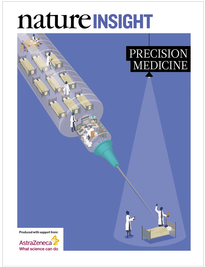 nature INSIGHT
PRECISION
MEDICINE
Produced with support from:
AstraZeneca
What science can do